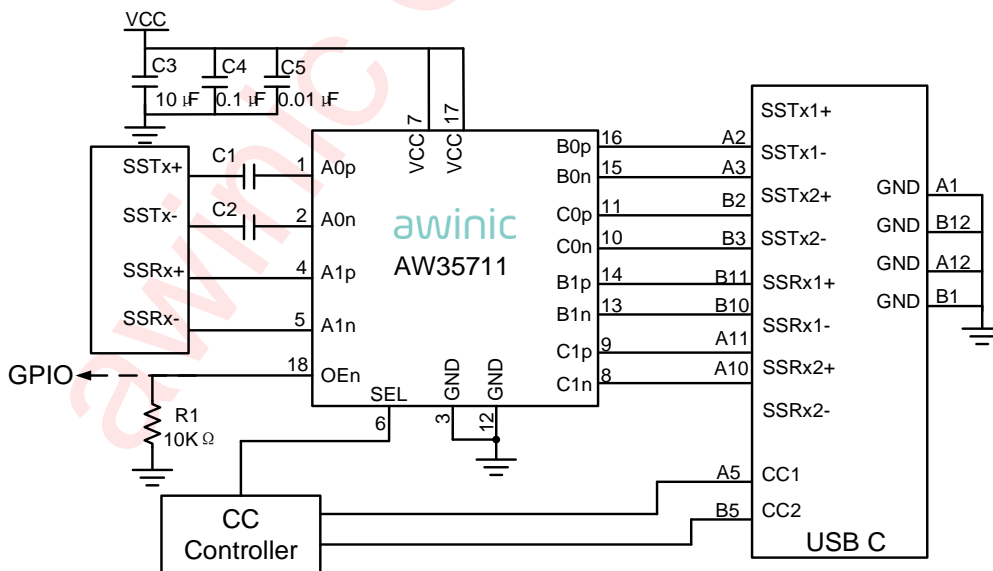 VCC
C3
C4
C5
10 μF
0.1 μF
0.01 μF
7
17
VCC
VCC
SSTx+
C1
1
A0p
SSTx-
C2
2
A0n
SSRx+
4
A1p
SSRx-
5
A1n
GPIO
18
OEn
R1
10KΩ
SEL
6
GND
3
GND
12
awinic
AW35711
B0p
16
A2
B0n
15
A3
C0p
11
B2
C0n
10
B3
B1p
14
B11
B1n
13
B10
C1p
9
A11
C1n
8
A10
SSTx1+
SSTx1-
SSTx2+
SSTx2-
SSRx1+
SSRx1-
SSRx2+
SSRx2-
GND
A1
GND
B12
GND
A12
GND
B1
A5
CC1
B5
CC2
USB C
CC
Controller
awinic